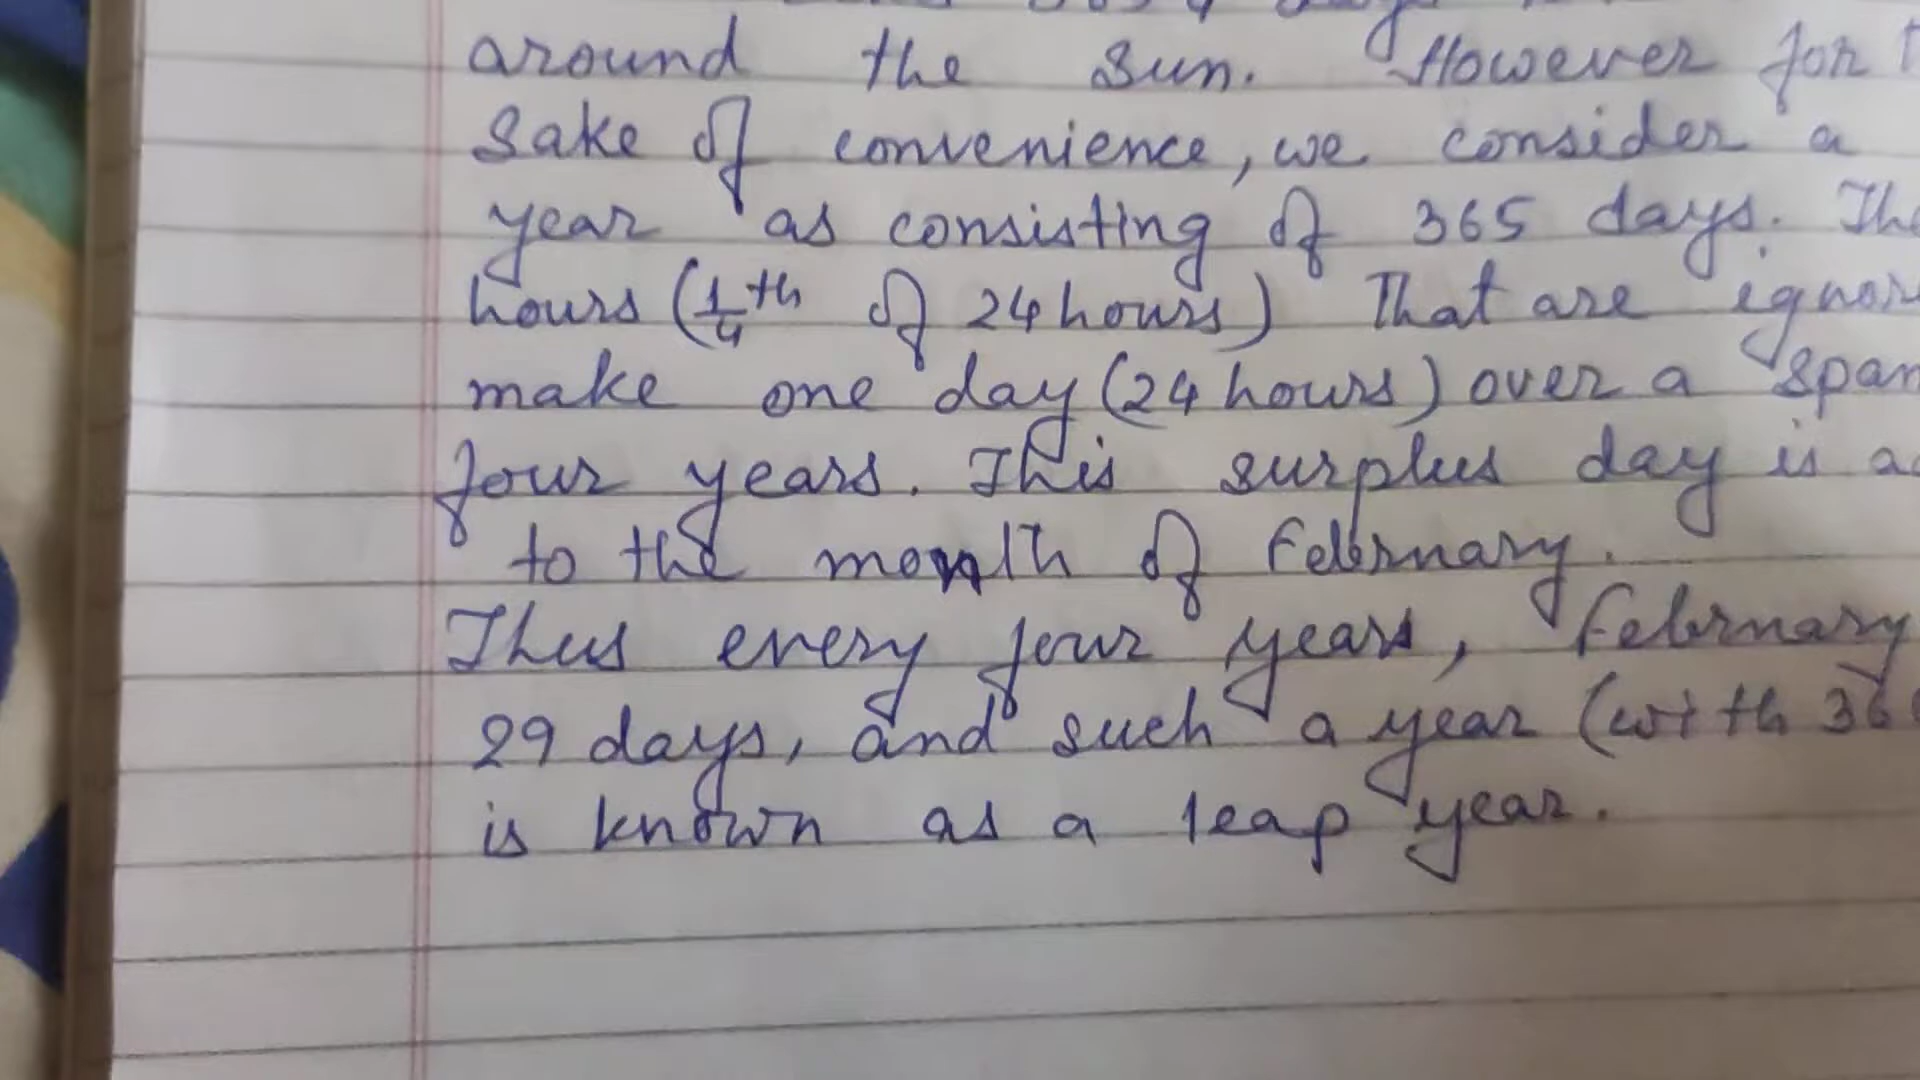 around the sun. However for
sake of convenience, we consider a
year as consisting of 365 days.
hours (1/4th of 24 hours) That are
make one day (24 hours) over a
four years. This surplus day is
to the month of February.
Thus every four years, February
29 days, and such a year (with
is known as a leap year.